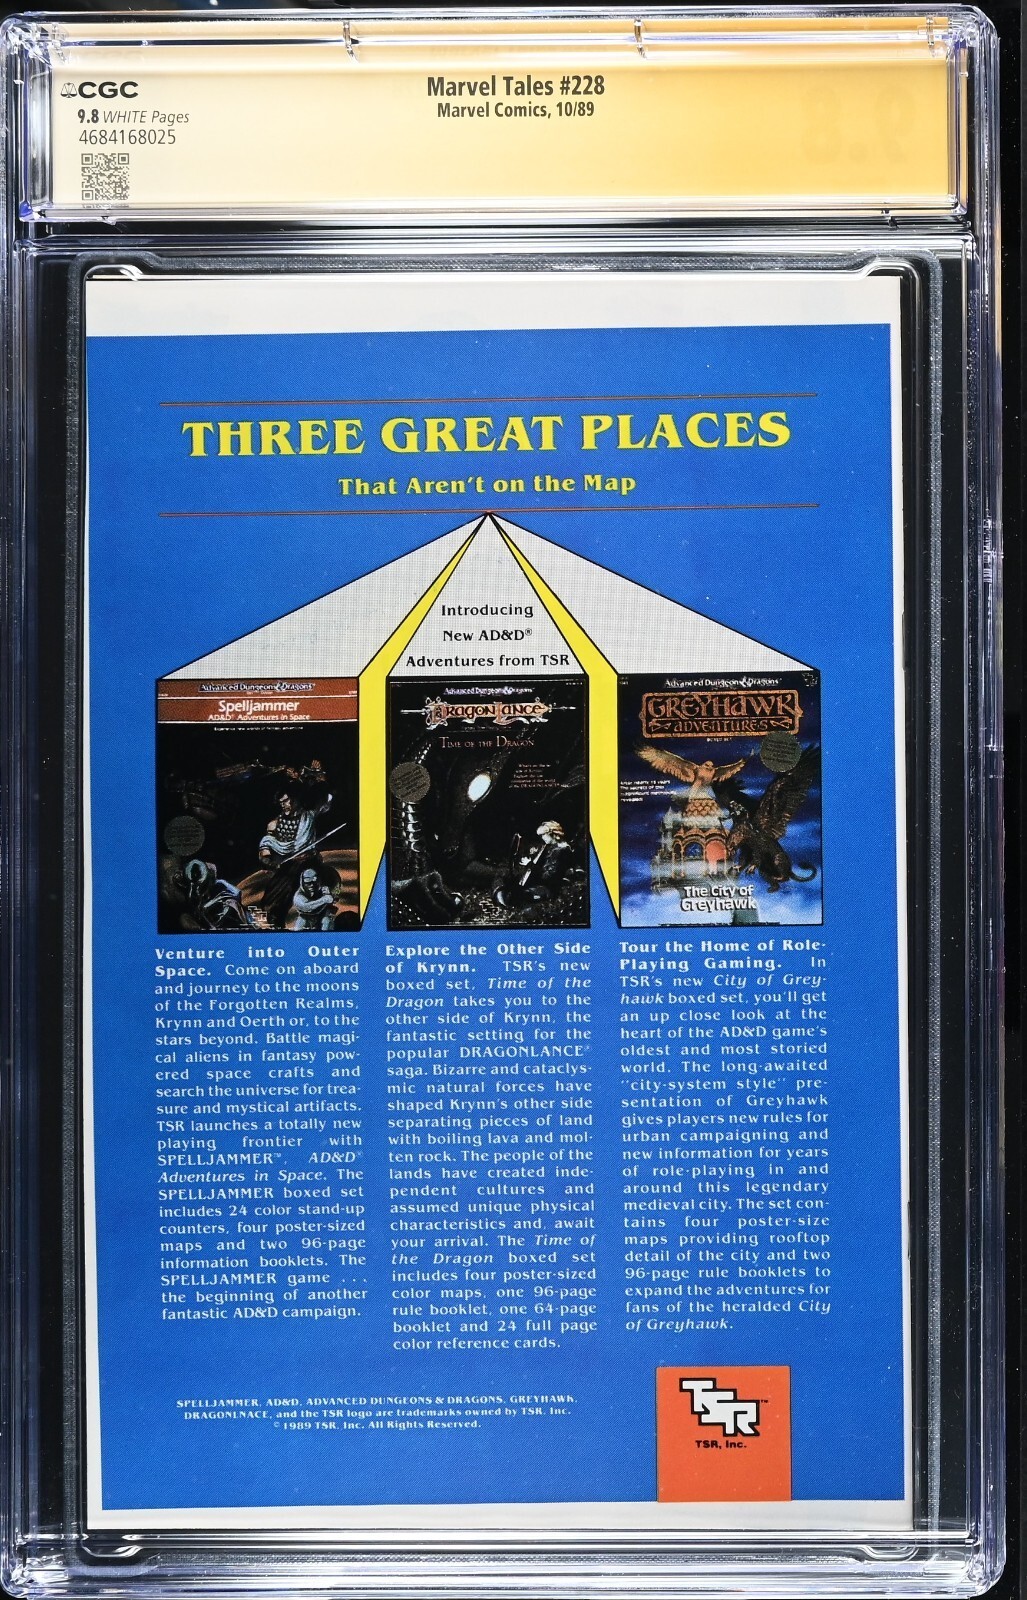 CGC
9.8 WHITE Pages
4684168025
Marvel Tales #228
Marvel Comics, 10/89
THREE GREAT PLACES
That Aren't on the Map
Introducing
New AD&D®
Adventures from TSR
Advanced Dungeons & Dragons®
Spelljammer
AD&D® Adventures in Space
Advanced Dungeons & Dragons®
DRAGONLANCE
TIME OF THE DRAGON
Advanced Dungeons & Dragons®
GREYHAWK
ADVENTURES
The City of
Greyhawk
Venture into Outer
Space. Come on aboard
and journey to the moons
of the Forgotten Realms,
Krynn and Oerth or, to the
stars beyond. Battle magi-
cal aliens in fantasy pow-
ered space crafts and
search the universe for trea-
sure and mystical artifacts.
TSR launches a totally new
playing frontier with
SPELLJAMMER™, AD&D®
Adventures in Space. The
SPELLJAMMER boxed set
includes 24 color stand-up
counters, four poster-sized
maps and two 96-page
information booklets. The
SPELLJAMMER game . . .
the beginning of another
fantastic AD&D campaign.
Explore the Other Side
of Krynn. TSR's new
boxed set, Time of the
Dragon takes you to the
other side of Krynn, the
fantastic setting for the
popular DRAGONLANCE®
saga. Bizarre and cataclys-
mic natural forces have
shaped Krynn's other side
separating pieces of land
with boiling lava and mol-
ten rock. The people of the
lands have created inde-
pendent cultures and
assumed unique physical
characteristics and, await
your arrival. The Time of
the Dragon boxed set
includes four poster-sized
color maps, one 96-page
rule booklet, one 64-page
booklet and 24 full page
color reference cards.
Tour the Home of Role-
Playing Gaming. In
TSR's new City of Grey-
hawk boxed set, you'll get
an up close look at the
heart of the AD&D game's
oldest and most storied
world. The long-awaited
"city-system style" pre-
sentation of Greyhawk
gives players new rules for
urban campaigning and
new information for years
of role-playing in and
around this legendary
medieval city. The set con-
tains four poster-size
maps providing rooftop
detail of the city and two
96-page rule booklets to
expand the adventures for
fans of the heralded City
of Greyhawk.
SPELLJAMMER, AD&D, ADVANCED DUNGEONS & DRAGONS, GREYHAWK,
DRAGONLNACE, and the TSR logo are trademarks owned by TSR, Inc.
© 1989 TSR, Inc. All Rights Reserved.
TSR™
TSR, Inc.